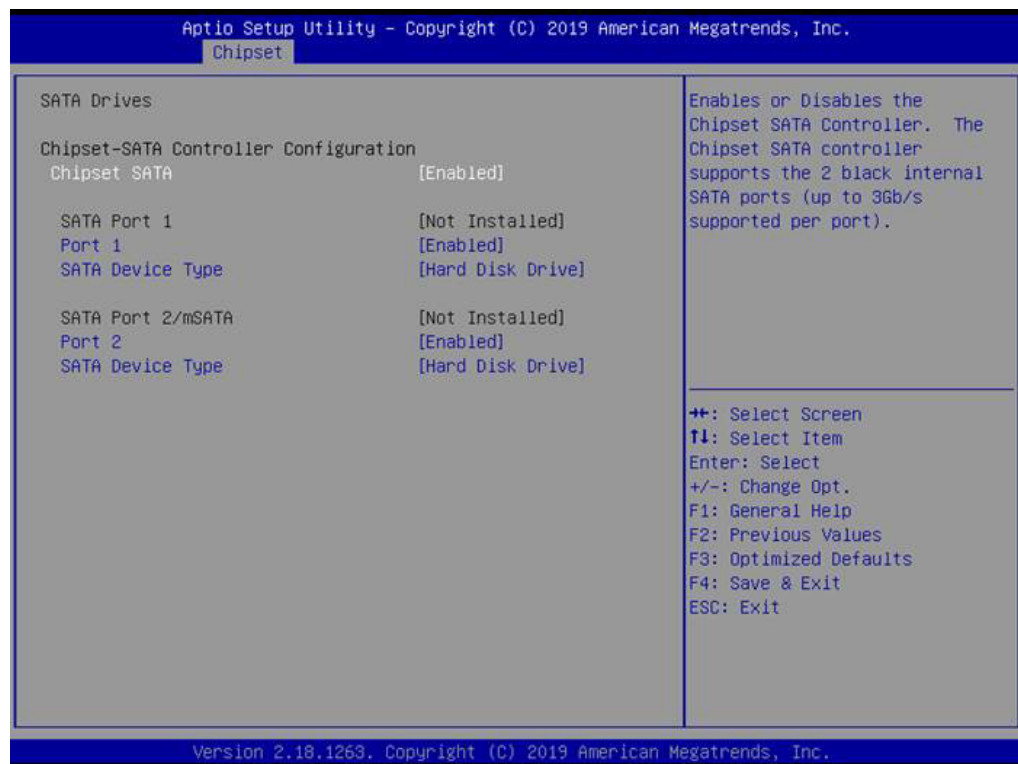 Aptio Setup Utility – Copyright (C) 2019 American Megatrends, Inc.
Chipset
SATA Drives
Chipset-SATA Controller Configuration
Chipset SATA [Enabled]
SATA Port 1 [Not Installed]
Port 1 [Enabled]
SATA Device Type [Hard Disk Drive]
SATA Port 2/mSATA [Not Installed]
Port 2 [Enabled]
SATA Device Type [Hard Disk Drive]
Enables or Disables the
Chipset SATA Controller. The
Chipset SATA controller
supports the 2 black internal
SATA ports (up to 3Gb/s
supported per port).
→←: Select Screen
↑↓: Select Item
Enter: Select
+/-: Change Opt.
F1: General Help
F2: Previous Values
F3: Optimized Defaults
F4: Save & Exit
ESC: Exit
Version 2.18.1263. Copyright (C) 2019 American Megatrends, Inc.